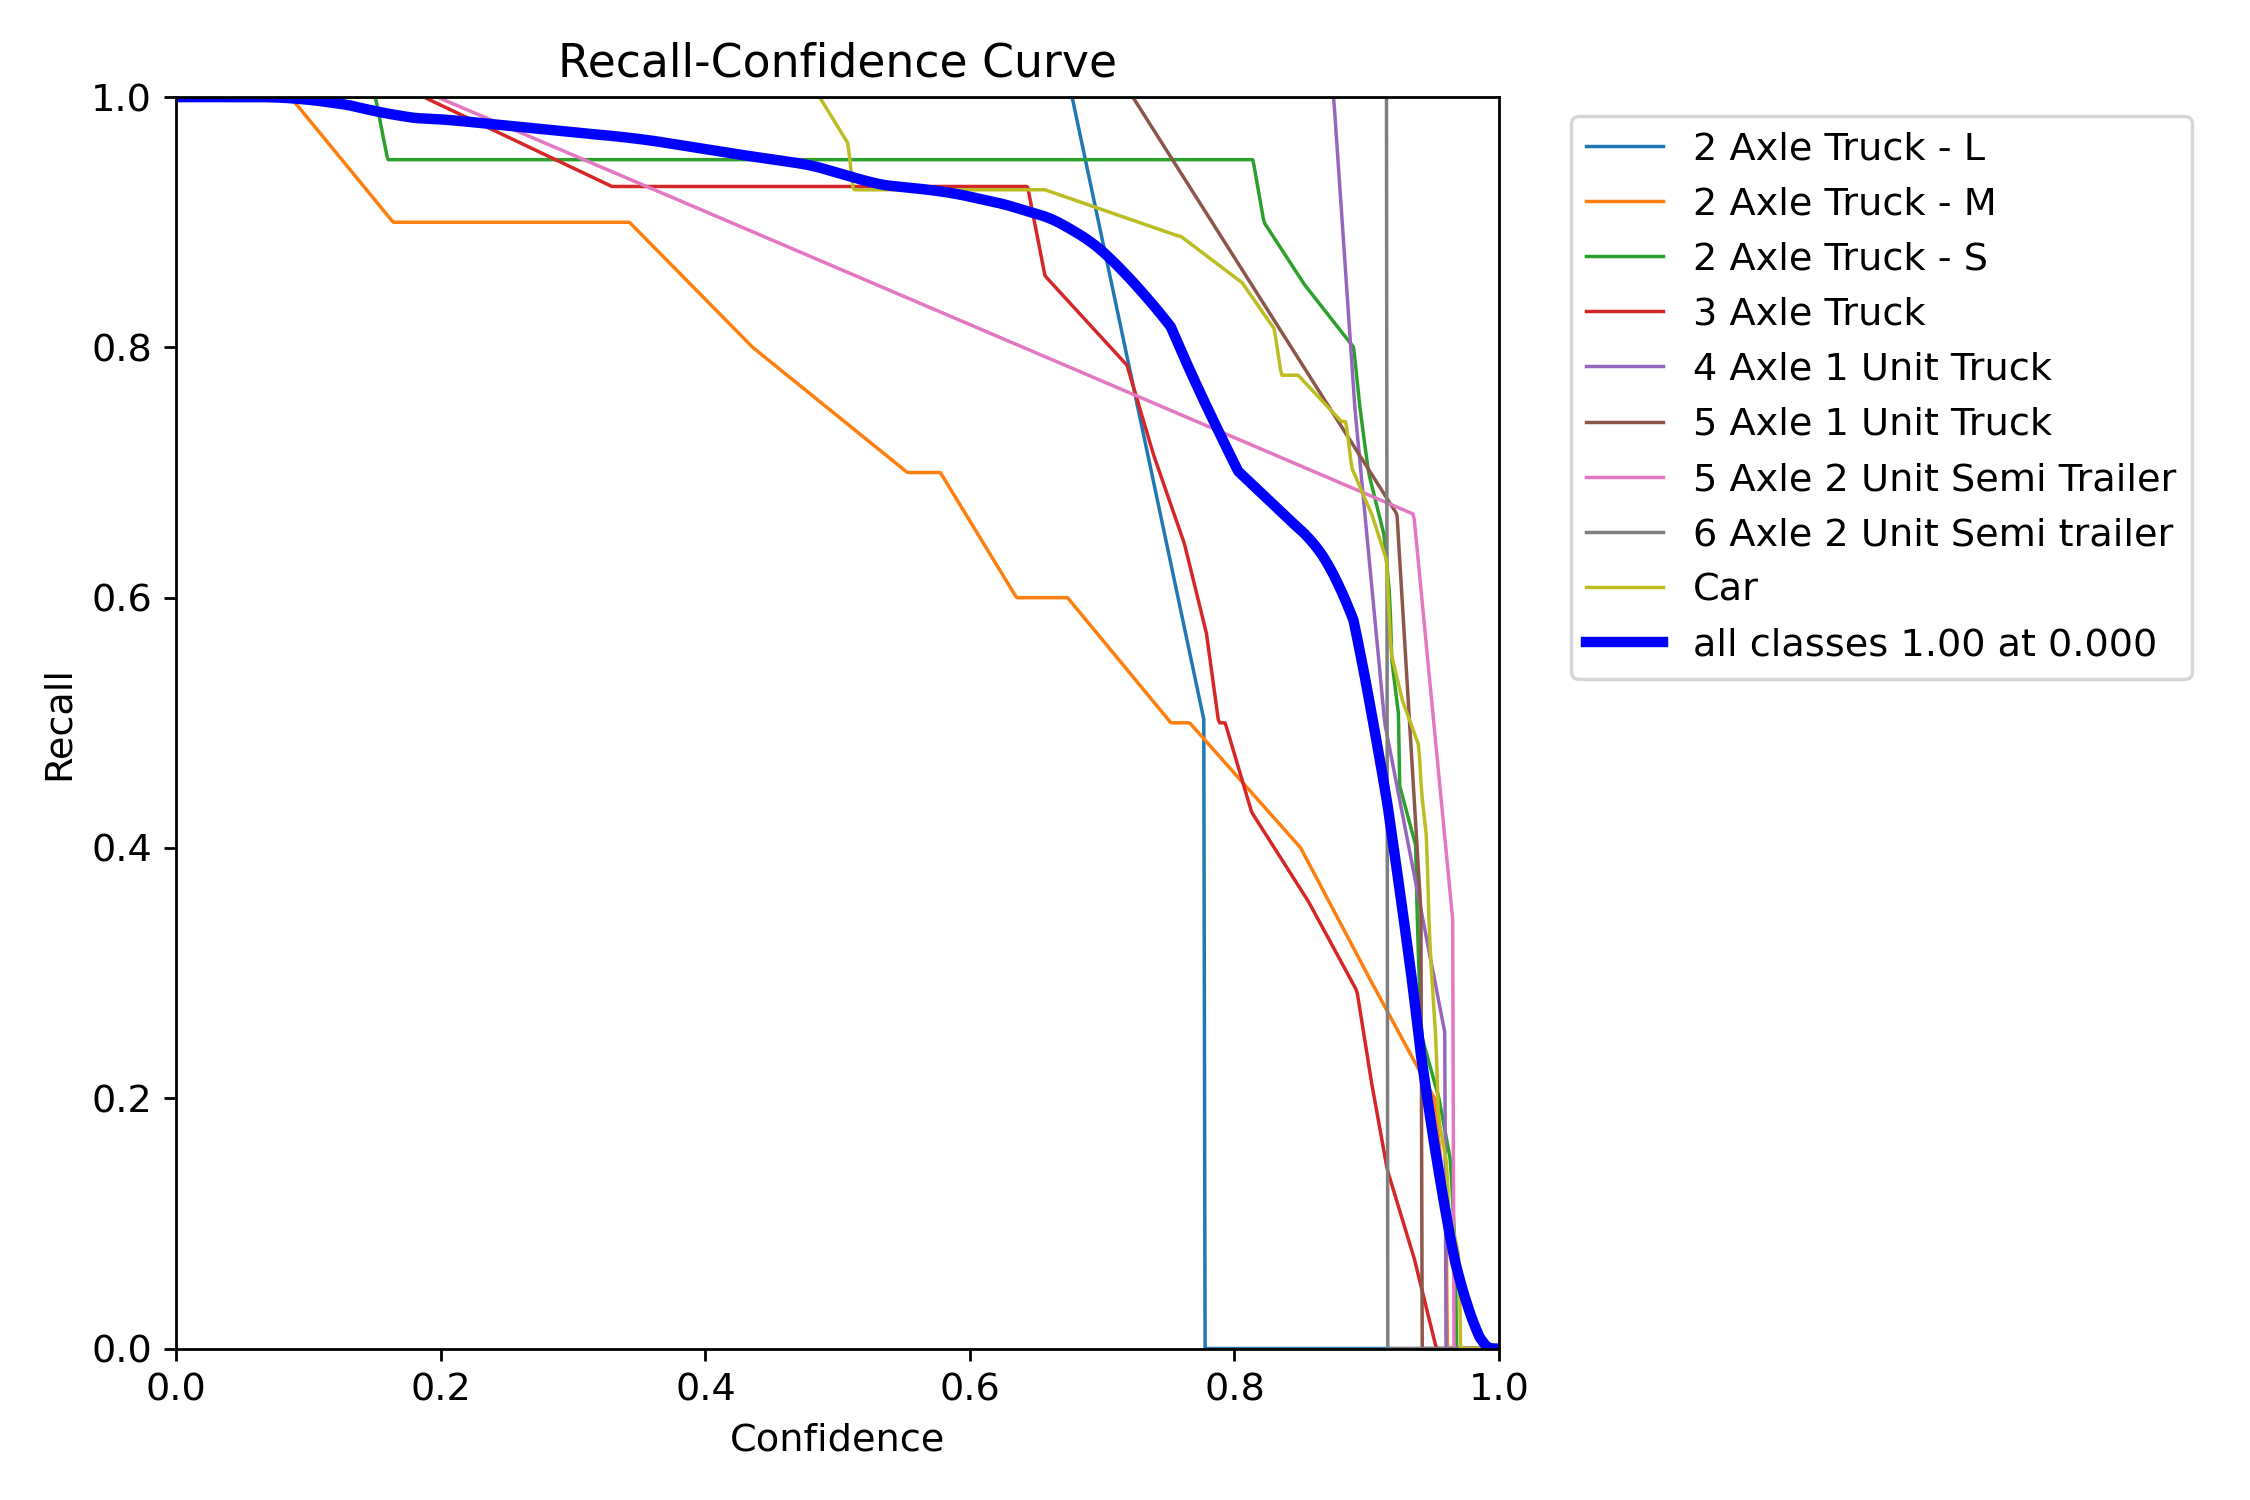 Recall-Confidence Curve
1.0
0.8
0.6
0.4
0.2
0.0
Recall
0.0 0.2 0.4 0.6 0.8 1.0
Confidence
2 Axle Truck - L
2 Axle Truck - M
2 Axle Truck - S
3 Axle Truck
4 Axle 1 Unit Truck
5 Axle 1 Unit Truck
5 Axle 2 Unit Semi Trailer
6 Axle 2 Unit Semi trailer
Car
all classes 1.00 at 0.000